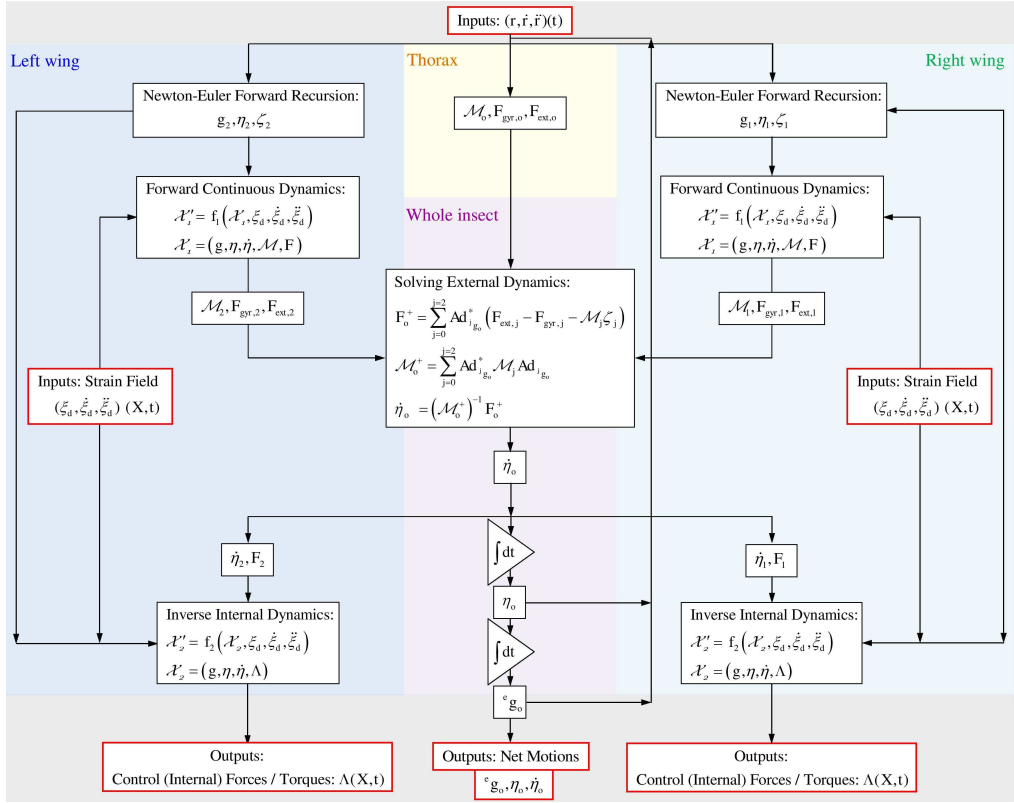 Inputs: (r,ṙ,r̈)(t)
Left wing
Thorax
Right wing
Newton-Euler Forward Recursion:
g₂,η₂,ζ₂
ℳₒ,F_gyr,o,F_ext,o
Newton-Euler Forward Recursion:
g₁,η₁,ζ₁
Forward Continuous Dynamics:
𝒳₁′ = f₁(𝒳₁,ξ_d,ξ̇_d,ξ̈_d)
𝒳₁ = (g,η,η̇,ℳ,F)
Whole insect
Forward Continuous Dynamics:
𝒳₁′ = f₁(𝒳₁,ξ_d,ξ̇_d,ξ̈_d)
𝒳₁ = (g,η,η̇,ℳ,F)
ℳ₂,F_gyr,2,F_ext,2
Solving External Dynamics:
Fₒ⁺ = ∑_{j=0}^{j=2} Ad*_{ʲgₒ} (F_ext,j − F_gyr,j − ℳⱼζⱼ)
ℳₒ⁺ = ∑_{j=0}^{j=2} Ad*_{ʲgₒ} ℳⱼ Ad_{ʲgₒ}
η̇ₒ = (ℳₒ⁺)⁻¹ Fₒ⁺
ℳ₁,F_gyr,1,F_ext,1
Inputs: Strain Field
(ξ_d,ξ̇_d,ξ̈_d) (X,t)
Inputs: Strain Field
(ξ_d,ξ̇_d,ξ̈_d) (X,t)
η̇ₒ
η̇₂,F₂
∫dt
η̇₁,F₁
ηₒ
Inverse Internal Dynamics:
𝒳₂′ = f₂(𝒳₂,ξ_d,ξ̇_d,ξ̈_d)
𝒳₂ = (g,η,η̇,Λ)
∫dt
Inverse Internal Dynamics:
𝒳₂′ = f₂(𝒳₂,ξ_d,ξ̇_d,ξ̈_d)
𝒳₂ = (g,η,η̇,Λ)
ᵉgₒ
Outputs:
Control (Internal) Forces / Torques: Λ(X,t)
Outputs: Net Motions
ᵉgₒ,ηₒ,η̇ₒ
Outputs:
Control (Internal) Forces / Torques: Λ(X,t)